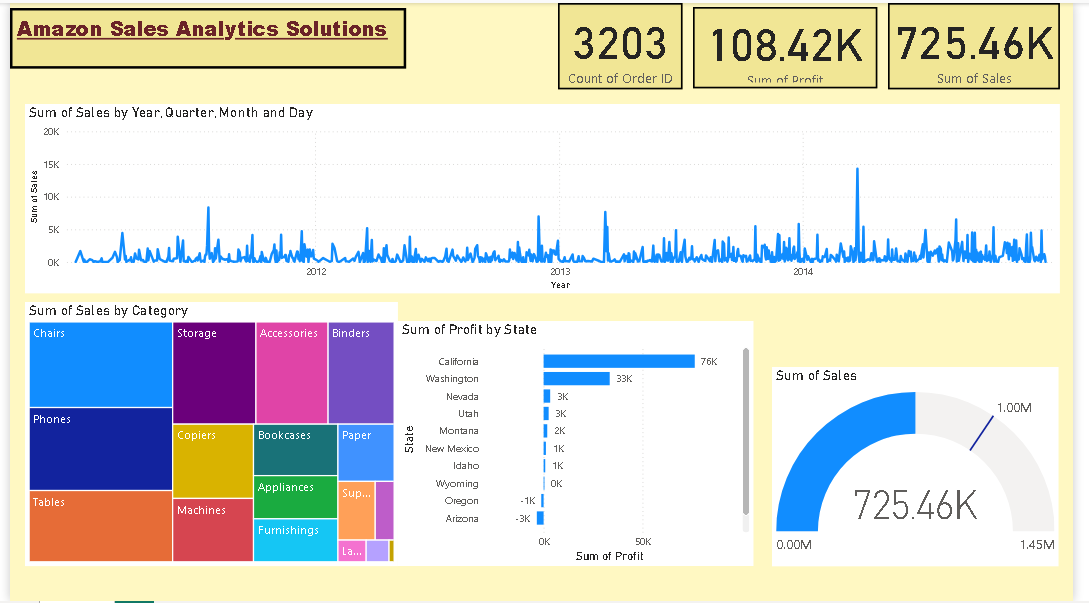 Amazon Sales Analytics Solutions
3203
Count of Order ID
108.42K
Sum of Profit
725.46K
Sum of Sales
Sum of Sales by Year, Quarter, Month and Day
20K
15K
10K
5K
0K
Sum of Sales
2012
2013
2014
Year
Sum of Sales by Category
Chairs
Storage
Accessories
Binders
Phones
Copiers
Bookcases
Paper
Appliances
Sup...
Tables
Machines
Furnishings
La...
Sum of Profit by State
State
California 76K
Washington 33K
Nevada 3K
Utah 3K
Montana 2K
New Mexico 1K
Idaho 1K
Wyoming 0K
Oregon -1K
Arizona -3K
0K
50K
Sum of Profit
Sum of Sales
1.00M
725.46K
0.00M
1.45M